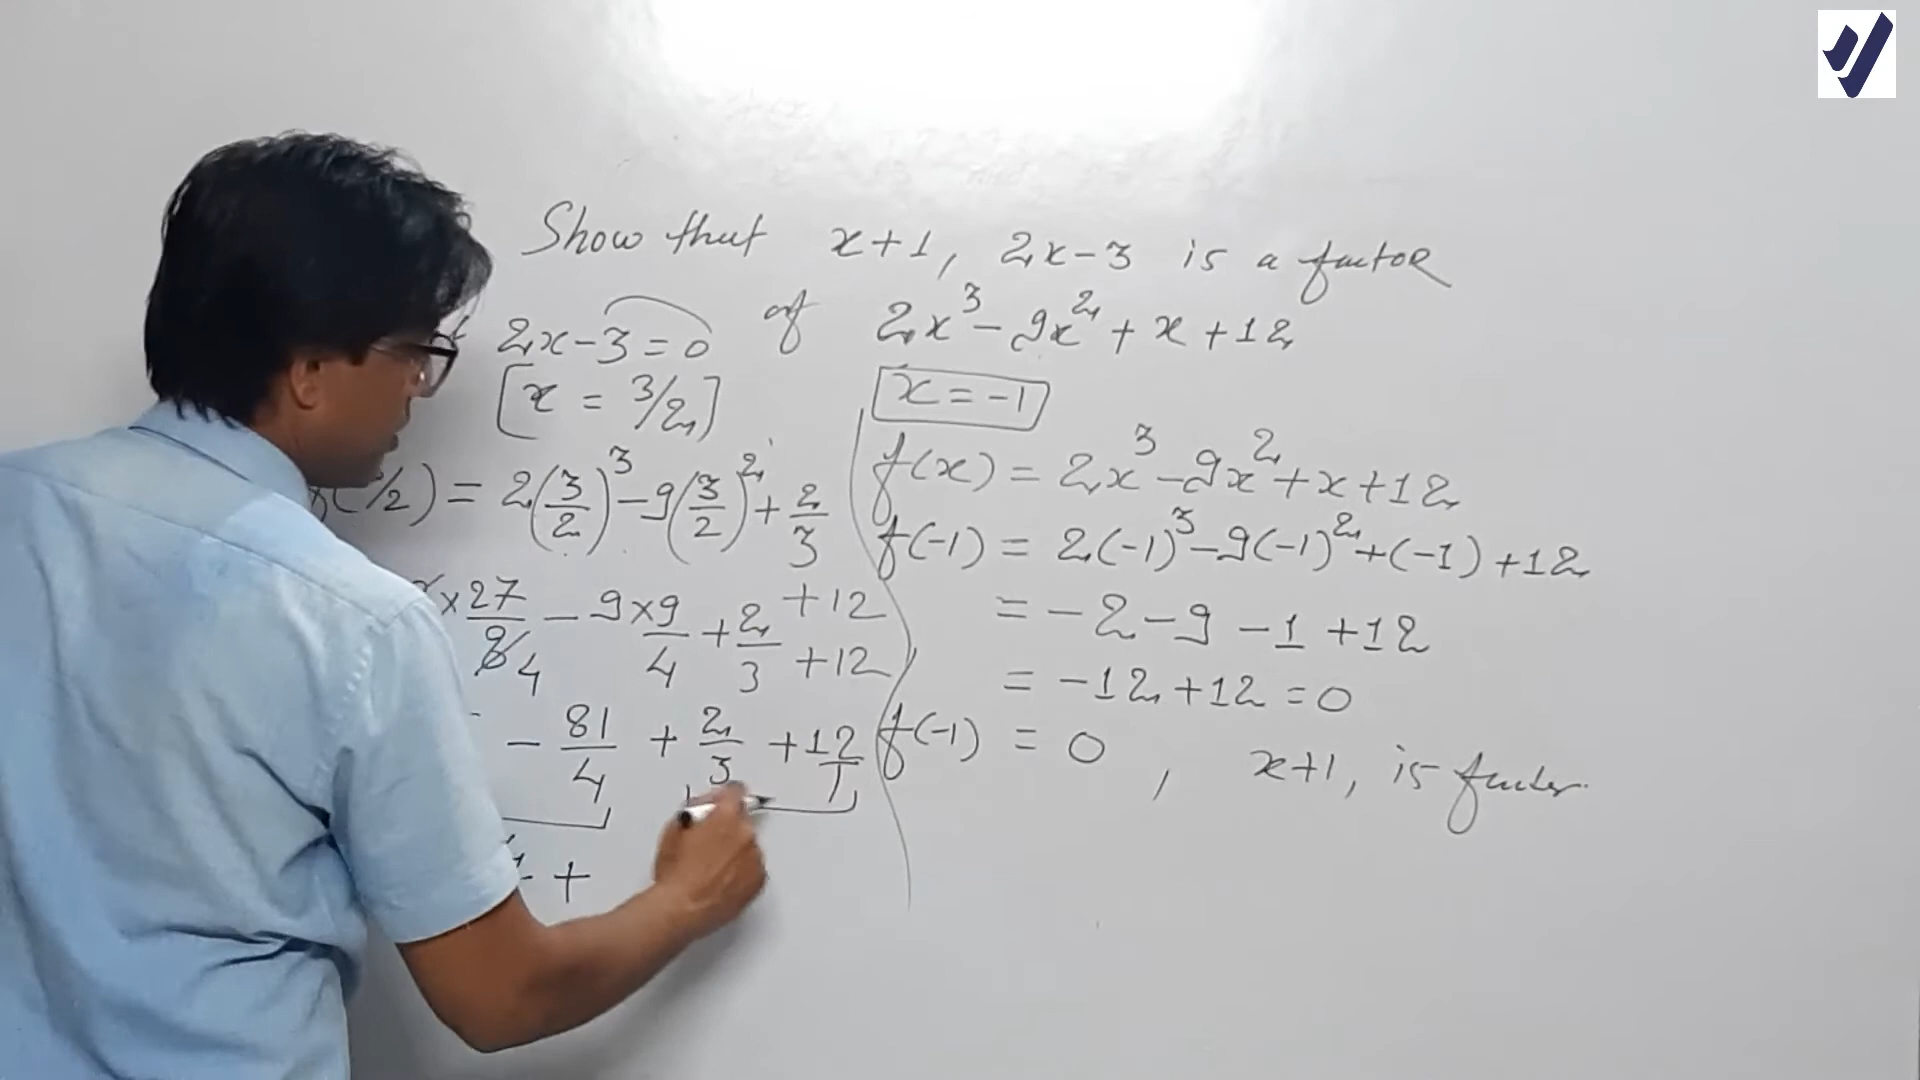 Show that x+1, 2x-3 is a factor
of 2x³-9x²+x+12
2x-3=0
[x = 3/2]
/2) = 2(3/2)³-9(3/2)²+2/3
+12
×27/8 4 - 9×9/4 + 2/3 +12
- 81/4 + 2/3 + 12/1
+
x=-1
f(x) = 2x³-9x²+x+12
f(-1) = 2(-1)³-9(-1)²+(-1)+12
= -2-9-1+12
= -12+12=0
f(-1) = 0, x+1, is factor.